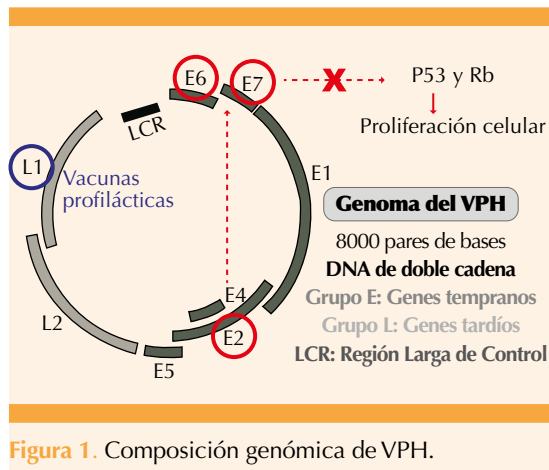 E6
E7
X
P53 y Rb
Proliferación celular
LCR
L1
Vacunas
profilácticas
E1
Genoma del VPH
8000 pares de bases
DNA de doble cadena
Grupo E: Genes tempranos
Grupo L: Genes tardíos
LCR: Región Larga de Control
E4
E2
L2
E5
Figura 1. Composición genómica de VPH.